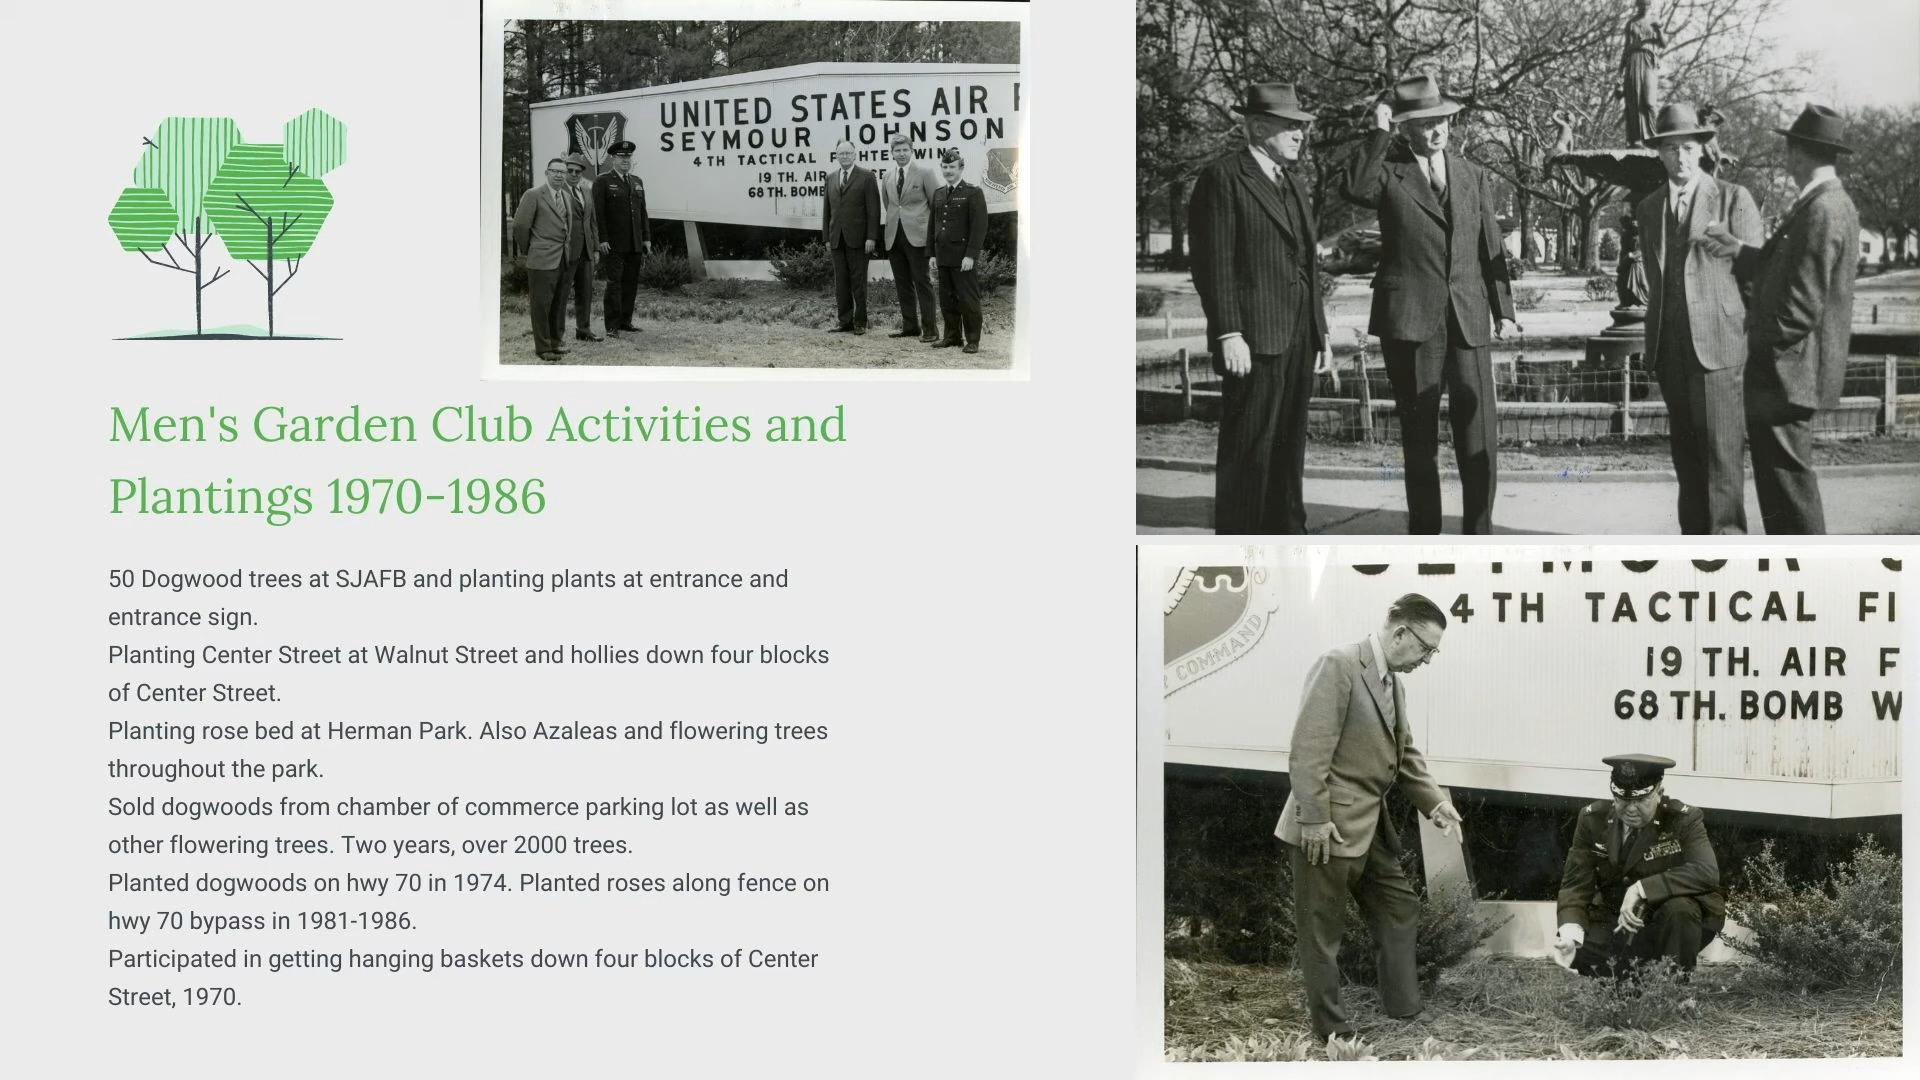 UNITED STATES AIR
SEYMOUR JOHNSON
4 TH TACTICAL FIGHTER WING
19 TH. AIR
68 TH. BOMB
Men's Garden Club Activities and
Plantings 1970-1986
50 Dogwood trees at SJAFB and planting plants at entrance and
entrance sign.
Planting Center Street at Walnut Street and hollies down four blocks
of Center Street.
Planting rose bed at Herman Park. Also Azaleas and flowering trees
throughout the park.
Sold dogwoods from chamber of commerce parking lot as well as
other flowering trees. Two years, over 2000 trees.
Planted dogwoods on hwy 70 in 1974. Planted roses along fence on
hwy 70 bypass in 1981-1986.
Participated in getting hanging baskets down four blocks of Center
Street, 1970.
COMMAND
4 TH TACTICAL FI
19 TH. AIR F
68 TH. BOMB W